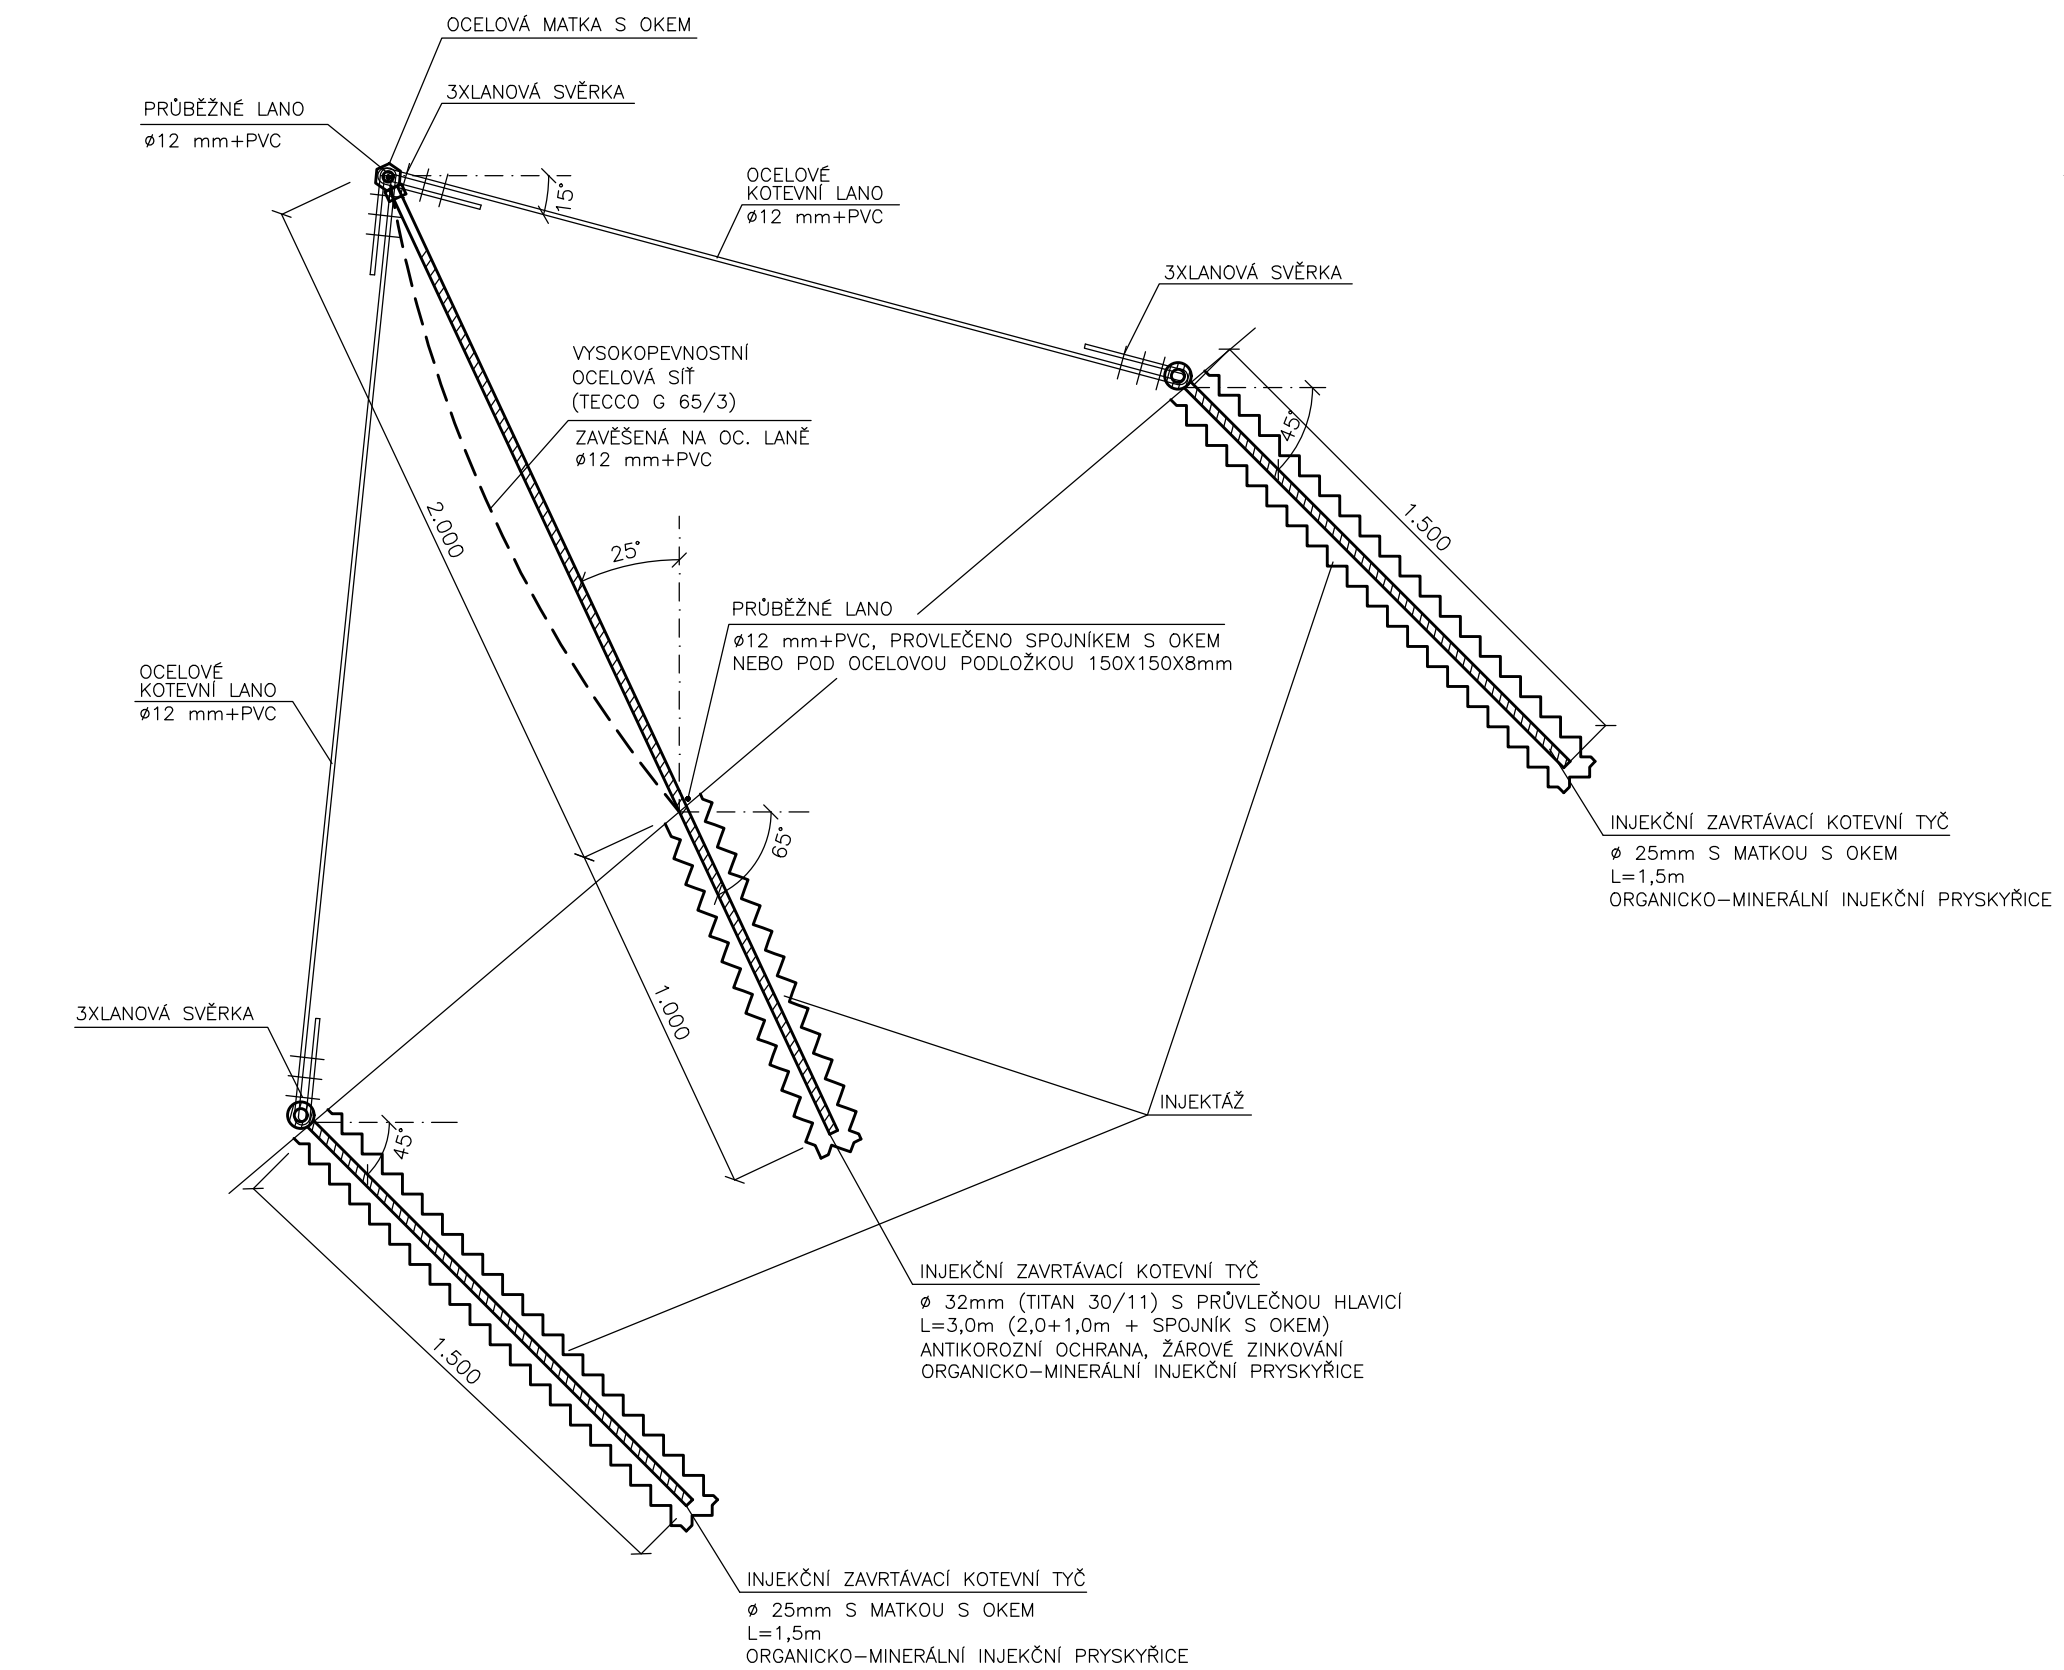 OCELOVÁ MATKA S OKEM
3XLANOVÁ SVĚRKA
PRŮBĚŽNÉ LANO
ø12 mm+PVC
15°
OCELOVÉ
KOTEVNÍ LANO
ø12 mm+PVC
3XLANOVÁ SVĚRKA
VYSOKOPEVNOSTNÍ
OCELOVÁ SÍŤ
(TECCO G 65/3)
ZAVĚŠENÁ NA OC. LANĚ
ø12 mm+PVC
45°
1.500
2.000
25°
PRŮBĚŽNÉ LANO
ø12 mm+PVC, PROVLEČENO SPOJNÍKEM S OKEM
NEBO POD OCELOVOU PODLOŽKOU 150X150X8mm
OCELOVÉ
KOTEVNÍ LANO
ø12 mm+PVC
65°
INJEKČNÍ ZAVRTÁVACÍ KOTEVNÍ TYČ
ø 25mm S MATKOU S OKEM
L=1,5m
ORGANICKO–MINERÁLNÍ INJEKČNÍ PRYSKYŘICE
1.000
3XLANOVÁ SVĚRKA
INJEKTÁŽ
45°
INJEKČNÍ ZAVRTÁVACÍ KOTEVNÍ TYČ
ø 32mm (TITAN 30/11) S PRŮVLEČNOU HLAVICÍ
L=3,0m (2,0+1,0m + SPOJNÍK S OKEM)
ANTIKOROZNÍ OCHRANA, ŽÁROVÉ ZINKOVÁNÍ
ORGANICKO–MINERÁLNÍ INJEKČNÍ PRYSKYŘICE
1.500
INJEKČNÍ ZAVRTÁVACÍ KOTEVNÍ TYČ
ø 25mm S MATKOU S OKEM
L=1,5m
ORGANICKO–MINERÁLNÍ INJEKČNÍ PRYSKYŘICE